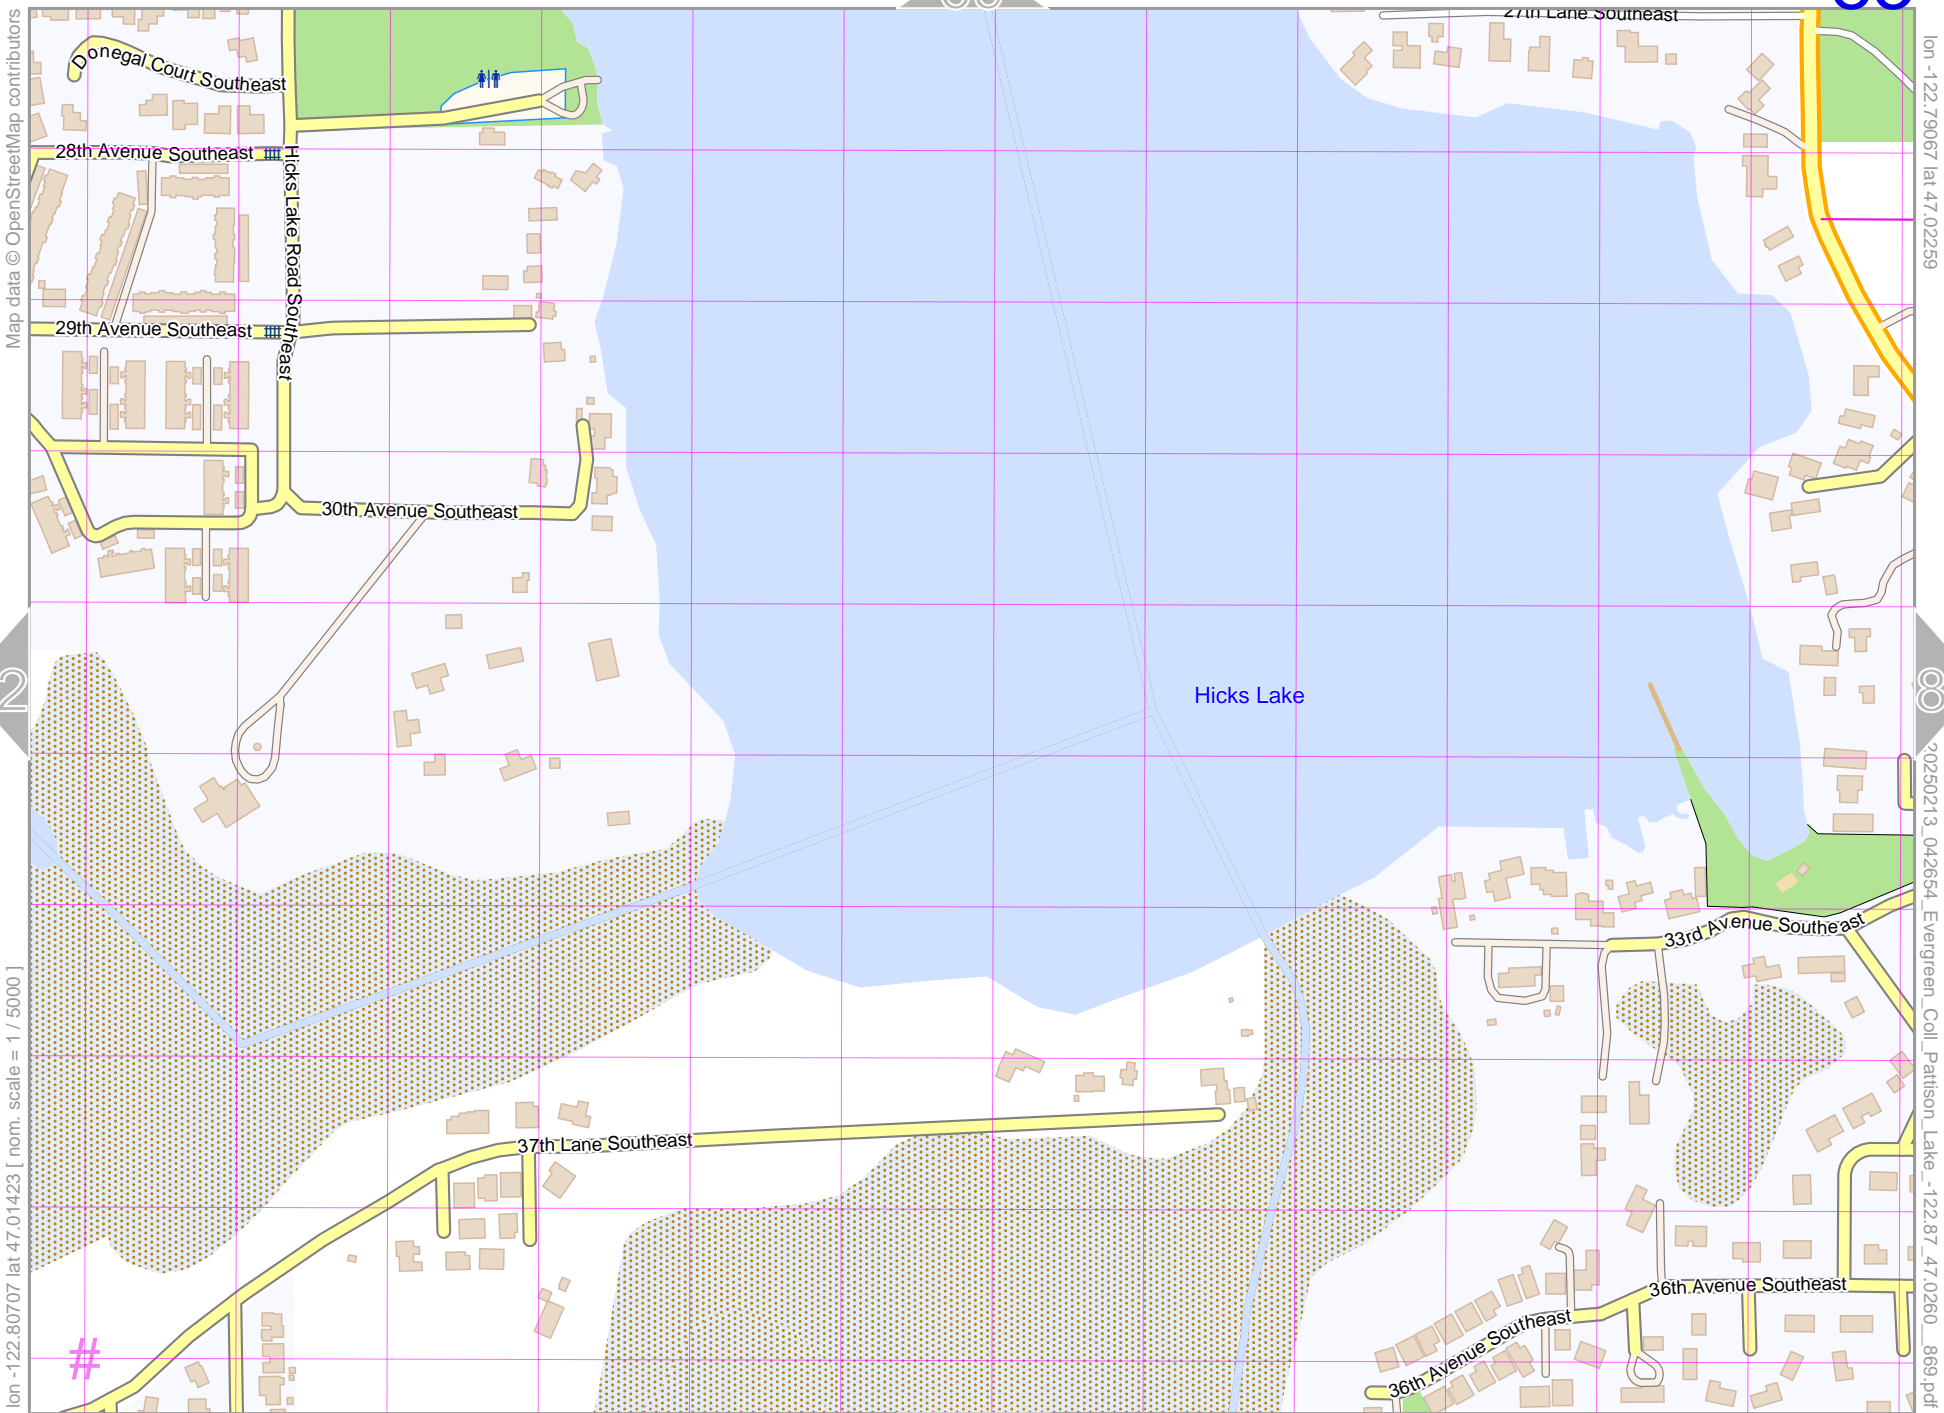 27th Lane Southeast
Donegal Court Southeast
28th Avenue Southeast
Hicks Lake Road Southeast
29th Avenue Southeast
30th Avenue Southeast
Hicks Lake
33rd Avenue Southeast
37th Lane Southeast
36th Avenue Southeast
36th Avenue Southeast
#
2
8
Map data © OpenStreetMap contributors
lon -122.80707 lat 47.01423 [ nom. scale = 1 / 5000 ]
lon -122.79067 lat 47.02259
20250213_042654_Evergreen_Coll_Pattison_Lake_-122.87_47.0260__869.pdf